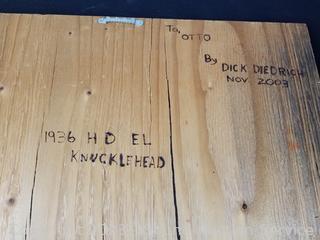 To, OTTO
By DICK DIEDRICH
NOV 2003
1936 HD EL
KNUCKLEHEAD